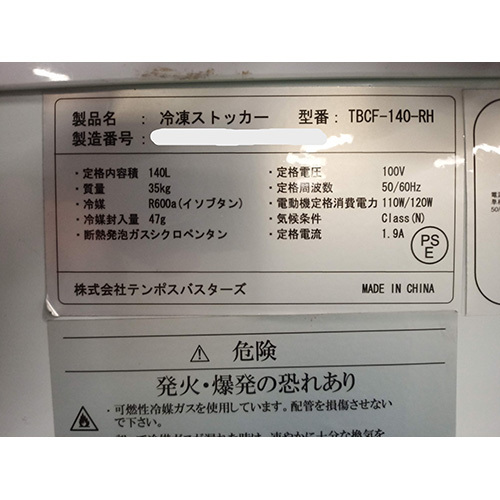 製品名： 冷凍ストッカー 型番： TBCF-140-RH
製造番号：
・定格内容積 140L ・定格電圧 100V
・質量 35kg ・定格周波数 50/60Hz
・冷媒 R600a(イソブタン) ・電動機定格消費電力 110W/120W
・冷媒封入量 47g ・気候条件 Class(N)
・断熱発泡ガスシクロペンタン ・定格電流 1.9A
PS
E
株式会社テンポスバスターズ MADE IN CHINA
⚠ 危険
発火・爆発の恐れあり
・可燃性冷媒ガスを使用しています。配管を損傷させない
で下さい。